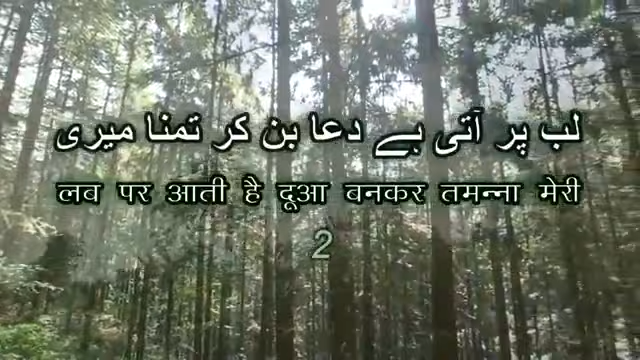 لب پر آتی ہے دعا بن کر تمنا میری
लब पर आती है दूआ बनकर तमन्ना मेरी
2